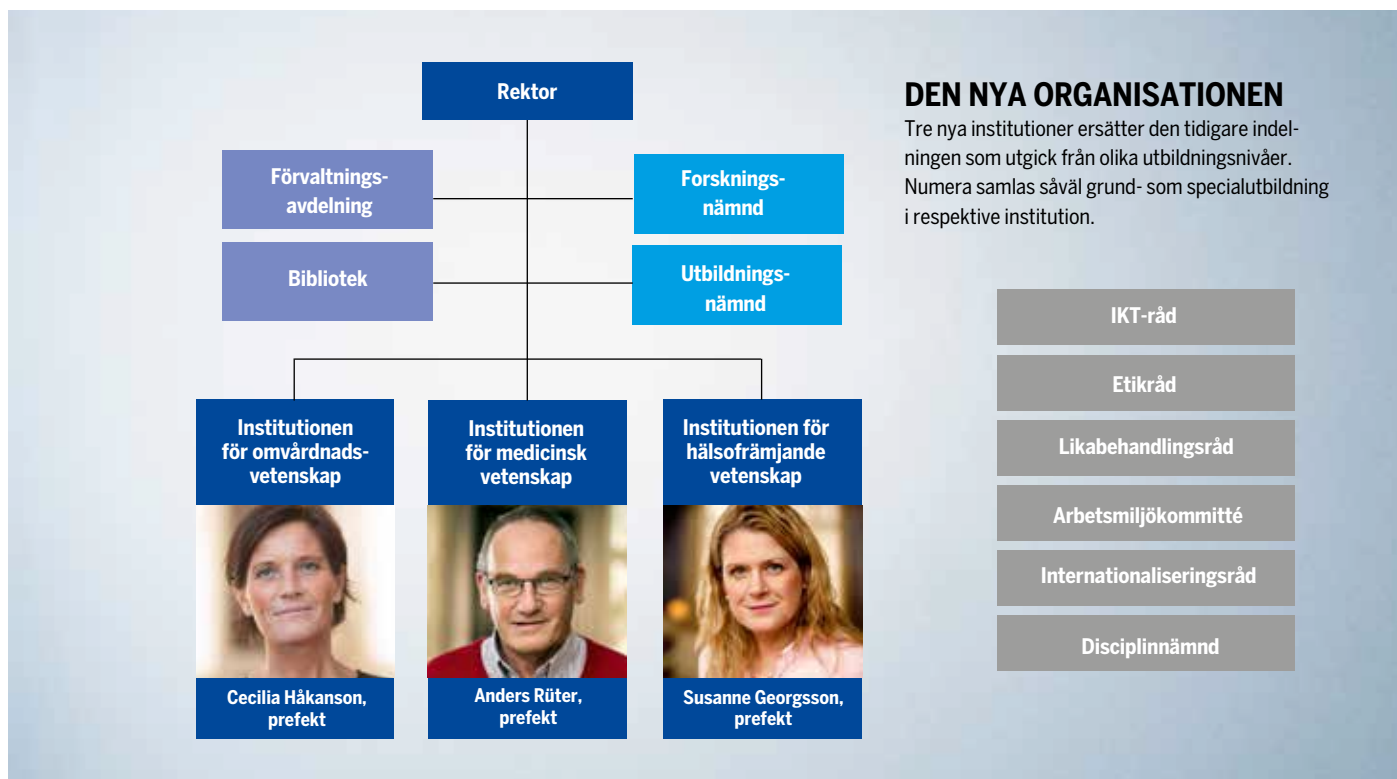 Rektor
Förvaltnings-
avdelning
Forsknings-
nämnd
Bibliotek
Utbildnings-
nämnd
Institutionen
för omvårdnads-
vetenskap
Institutionen
för medicinsk
vetenskap
Institutionen för
hälsofrämjande
vetenskap
Cecilia Håkanson,
prefekt
Anders Rüter,
prefekt
Susanne Georgsson,
prefekt
DEN NYA ORGANISATIONEN
Tre nya institutioner ersätter den tidigare indel-
ningen som utgick från olika utbildningsnivåer.
Numera samlas såväl grund- som specialutbildning
i respektive institution.
IKT-råd
Etikråd
Likabehandlingsråd
Arbetsmiljökommitté
Internationaliseringsråd
Disciplinnämnd